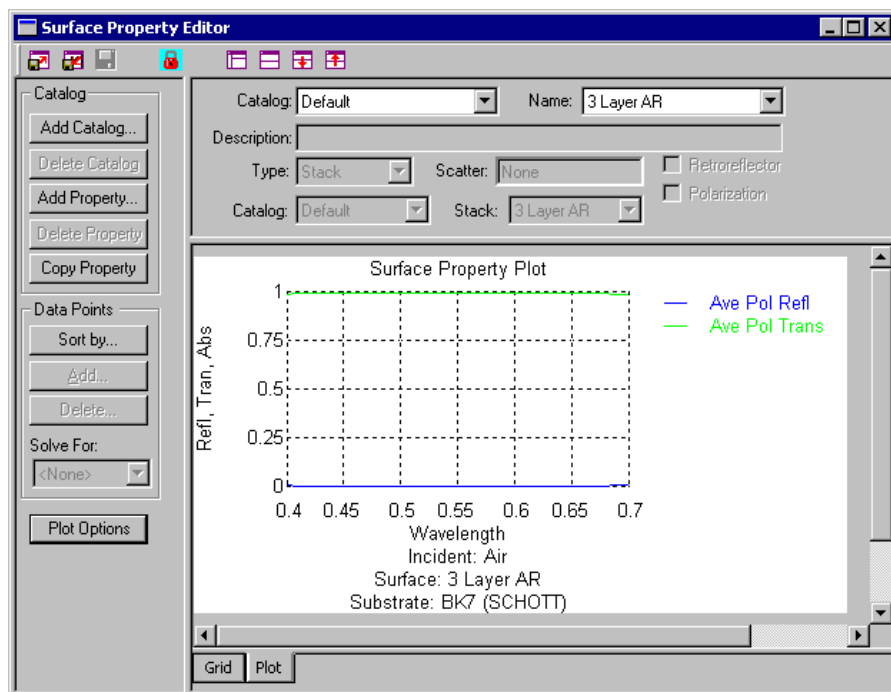 Surface Property Editor
Catalog
Add Catalog...
Delete Catalog
Add Property...
Delete Property
Copy Property
Data Points
Sort by...
Add...
Delete...
Solve For:
<None>
Plot Options
Catalog: Default Name: 3 Layer AR
Description:
Type: Stack Scatter: None Retroreflector
Polarization
Catalog: Default Stack: 3 Layer AR
Surface Property Plot
Refl, Tran, Abs
1
0.75
0.5
0.25
0
0.4 0.45 0.5 0.55 0.6 0.65 0.7
Wavelength
Incident: Air
Surface: 3 Layer AR
Substrate: BK7 (SCHOTT)
Ave Pol Refl
Ave Pol Trans
Grid Plot